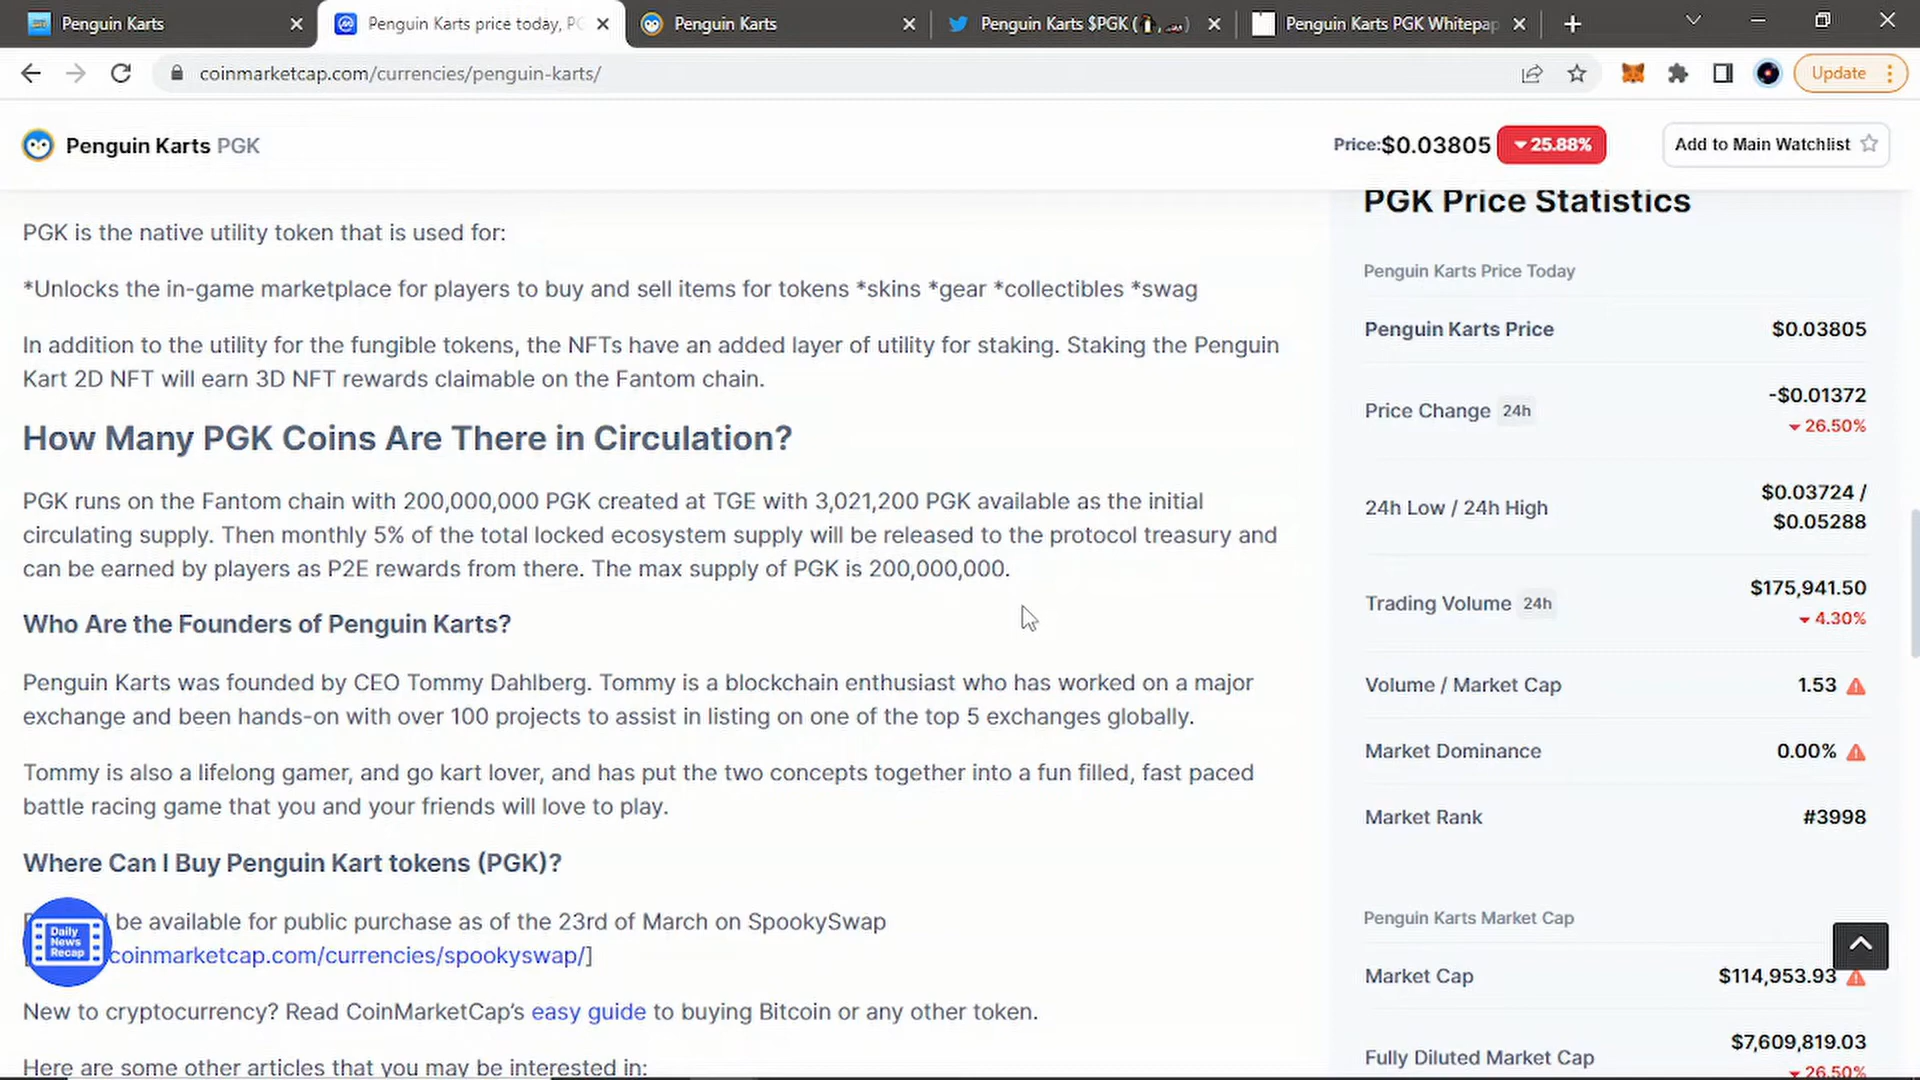 Penguin Karts
Penguin Karts price today, PG
Penguin Karts
Penguin Karts $PGK (🐧, 🏎️)
Penguin Karts PGK Whitepap
coinmarketcap.com/currencies/penguin-karts/
Update
Penguin Karts PGK
Price:$0.03805
25.88%
Add to Main Watchlist
PGK is the native utility token that is used for:
*Unlocks the in-game marketplace for players to buy and sell items for tokens *skins *gear *collectibles *swag
In addition to the utility for the fungible tokens, the NFTs have an added layer of utility for staking. Staking the Penguin
Kart 2D NFT will earn 3D NFT rewards claimable on the Fantom chain.
How Many PGK Coins Are There in Circulation?
PGK runs on the Fantom chain with 200,000,000 PGK created at TGE with 3,021,200 PGK available as the initial
circulating supply. Then monthly 5% of the total locked ecosystem supply will be released to the protocol treasury and
can be earned by players as P2E rewards from there. The max supply of PGK is 200,000,000.
Who Are the Founders of Penguin Karts?
Penguin Karts was founded by CEO Tommy Dahlberg. Tommy is a blockchain enthusiast who has worked on a major
exchange and been hands-on with over 100 projects to assist in listing on one of the top 5 exchanges globally.
Tommy is also a lifelong gamer, and go kart lover, and has put the two concepts together into a fun filled, fast paced
battle racing game that you and your friends will love to play.
Where Can I Buy Penguin Kart tokens (PGK)?
be available for public purchase as of the 23rd of March on SpookySwap
coinmarketcap.com/currencies/spookyswap/]
Daily
News
Recap
New to cryptocurrency? Read CoinMarketCap's easy guide to buying Bitcoin or any other token.
Here are some other articles that you may be interested in:
PGK Price Statistics
Penguin Karts Price Today
Penguin Karts Price $0.03805
Price Change 24h -$0.01372
26.50%
24h Low / 24h High $0.03724 /
$0.05288
Trading Volume 24h $175,941.50
4.30%
Volume / Market Cap 1.53
Market Dominance 0.00%
Market Rank #3998
Penguin Karts Market Cap
Market Cap $114,953.93
Fully Diluted Market Cap $7,609,819.03
26.50%